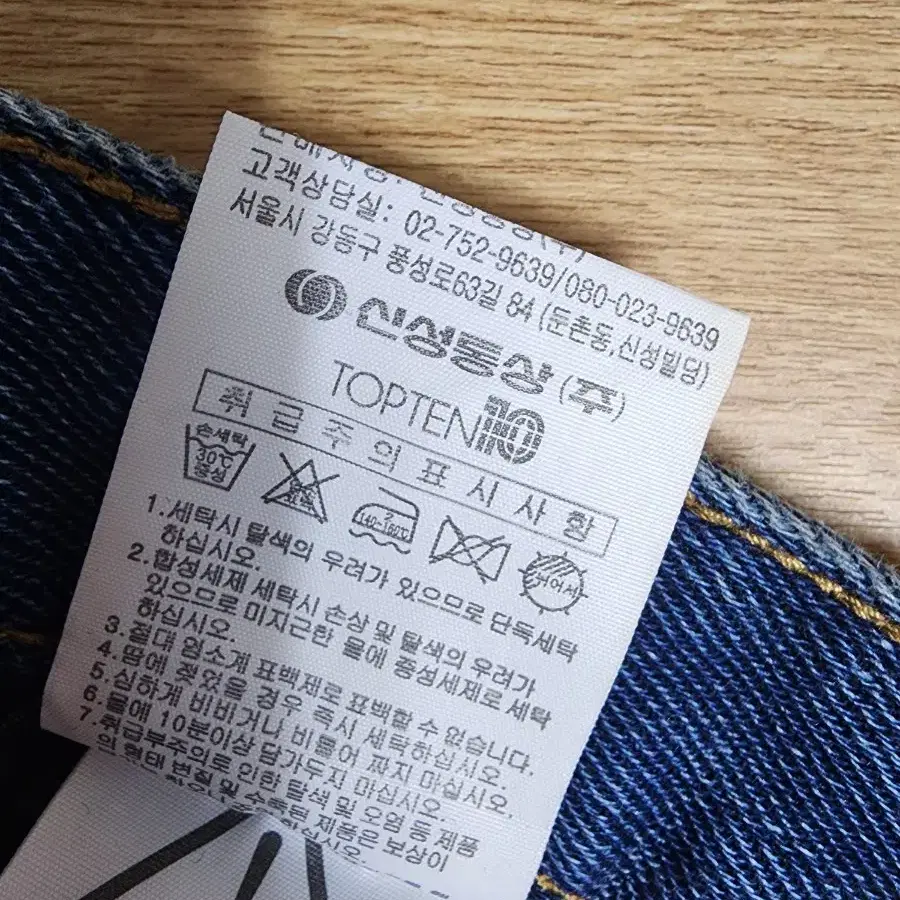 고객상담실: 02-752-9639/080-023-9639
서울시 강동구 풍성로63길 84 (둔촌동,신성빌딩)
신성통상 (주)
TOPTEN10
취급주의표시사항
손세탁
30℃
중성
염소
표백
140-160℃
뉘어서
1.세탁시 탈색의 우려가 있으므로 단독세탁
하십시오.
2.합성세제 세탁시 손상 및 탈색의 우려가
있으므로 미지근한 물에 중성세제로 세탁
하십시오.
3.절대 염소계 표백제로 표백할 수 없습니다.
4.땀에 젖었을 경우 즉시 세탁하십시오.
5.심하게 비비거나 비틀어 짜지 마십시오.
6.물에 10분이상 담가두지 마십시오.
7.취급부주의로 인한 탈색 및 오염 등 제품
의 형태 변질 및 수축된 제품은 보상이